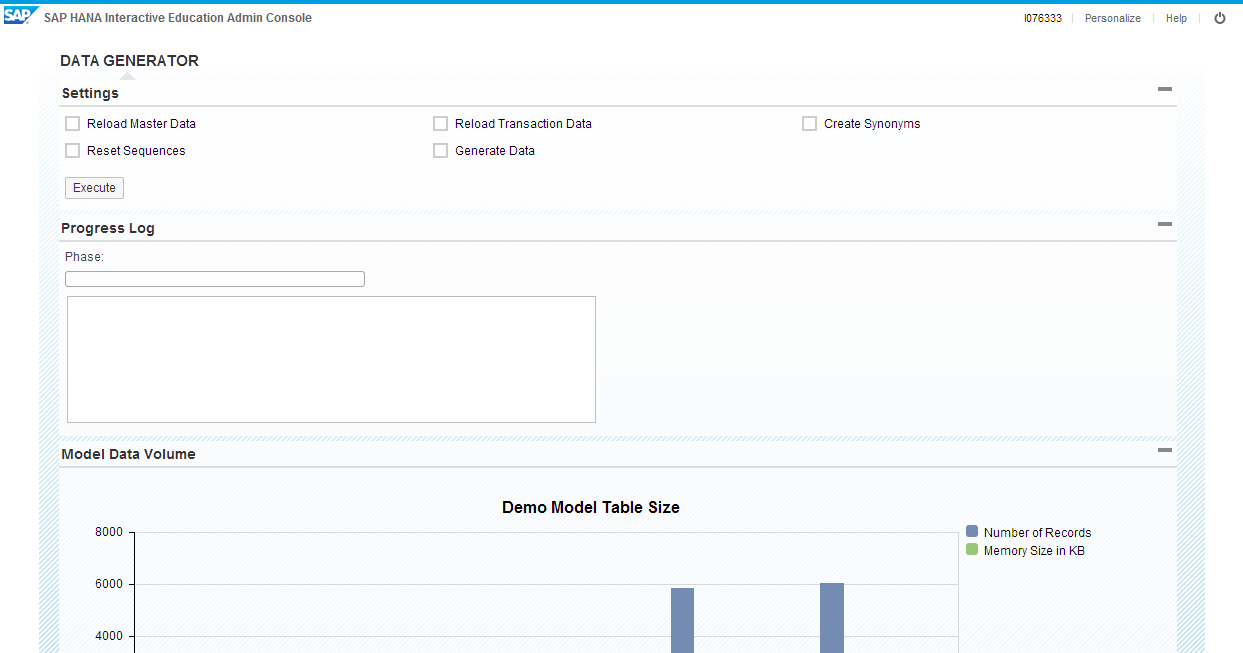 SAP SAP HANA Interactive Education Admin Console I076333 Personalize Help
DATA GENERATOR
Settings
Reload Master Data Reload Transaction Data Create Synonyms
Reset Sequences Generate Data
Execute
Progress Log
Phase:
Model Data Volume
Demo Model Table Size
8000
Number of Records
Memory Size in KB
6000
4000